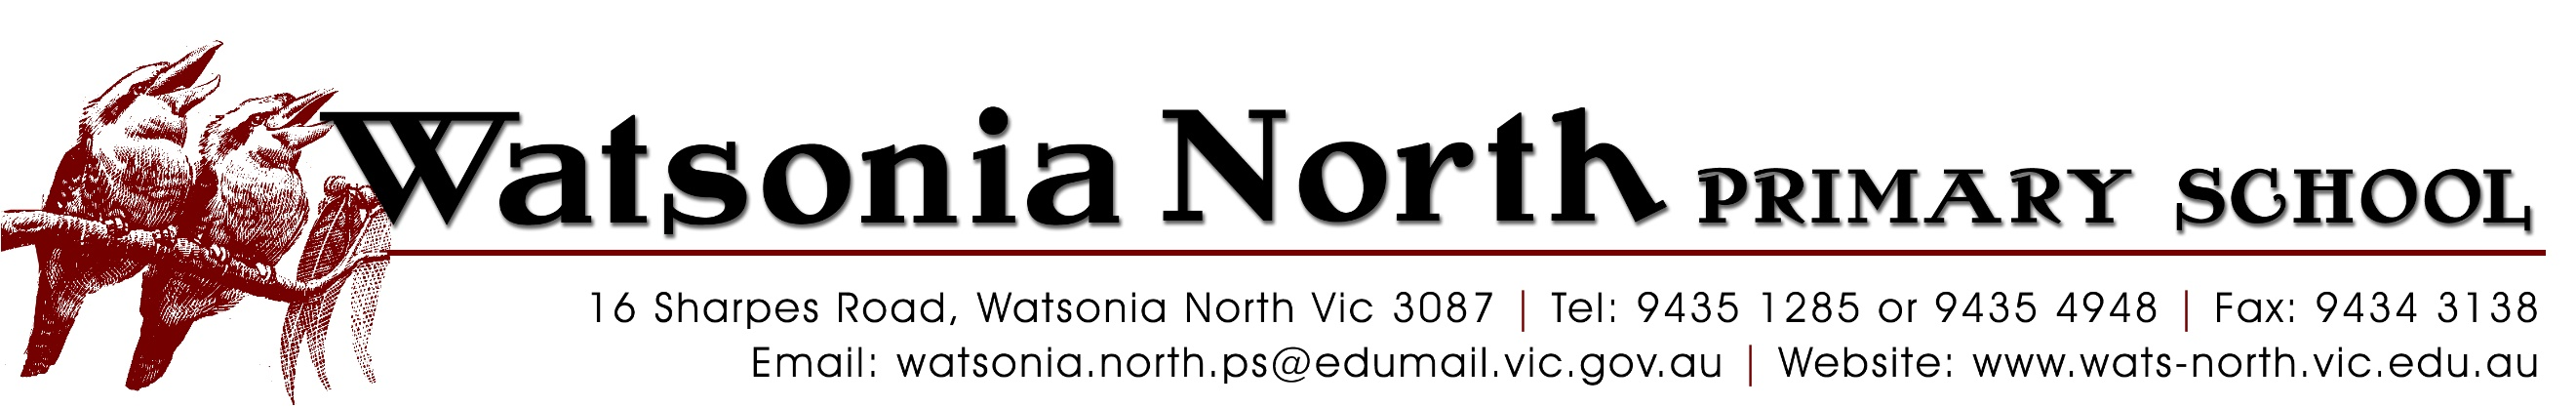 Watsonia North PRIMARY SCHOOL
16 Sharpes Road, Watsonia North Vic 3087 | Tel: 9435 1285 or 9435 4948 | Fax: 9434 3138
Email: watsonia.north.ps@edumail.vic.gov.au | Website: www.wats-north.vic.edu.au